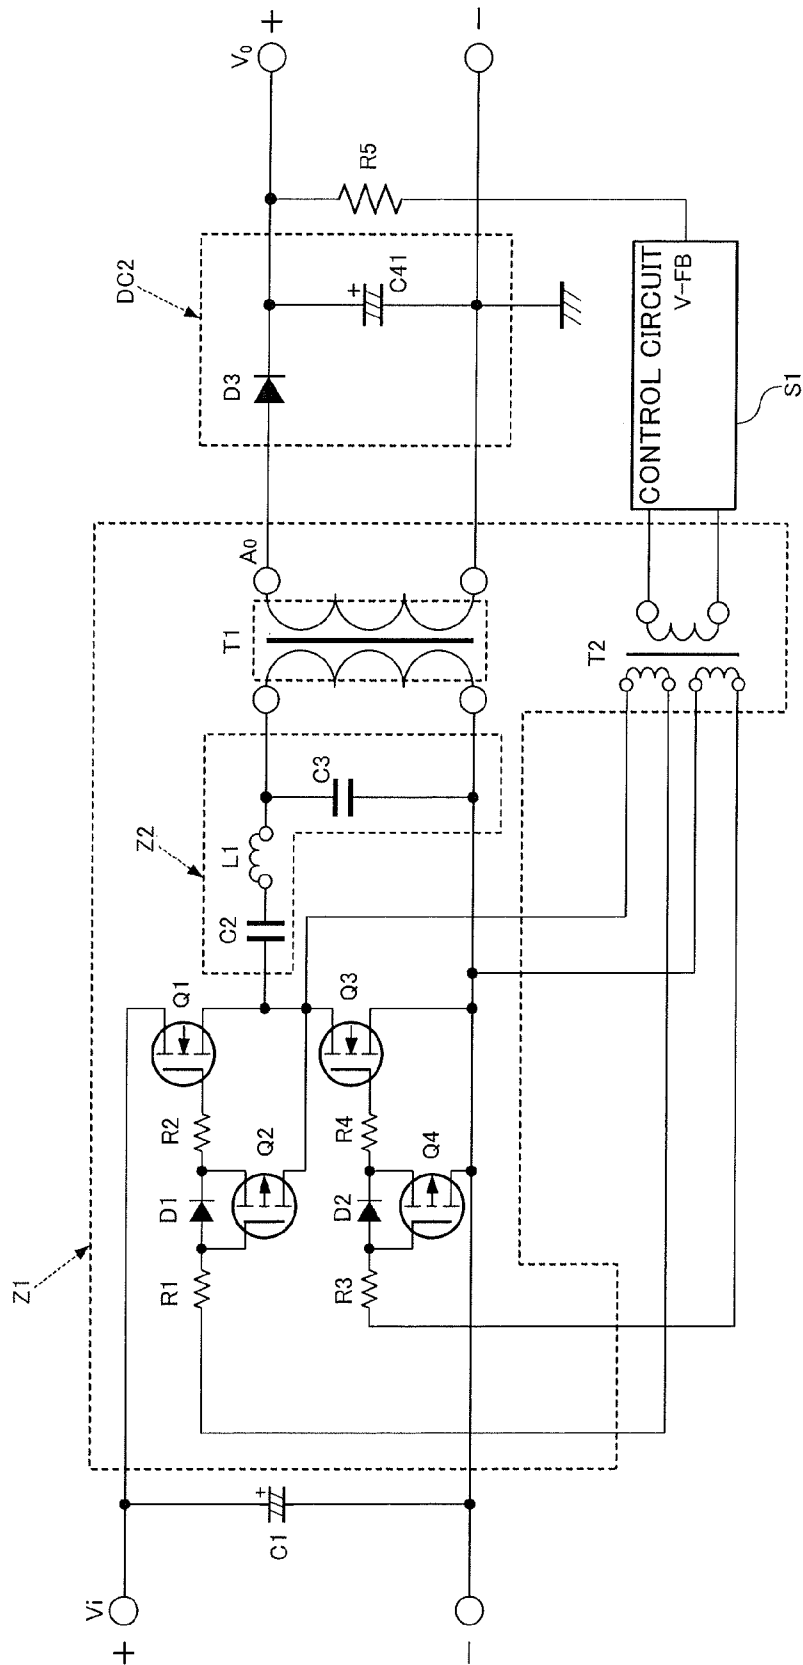 Vi
+
−
C1
+
Z1
R1
D1
R2
Q1
Q2
R3
D2
R4
Q3
Q4
Z2
C2
L1
C3
T1
A0
T2
DC2
D3
C41
+
V0
+
−
R5
CONTROL CIRCUIT
V-FB
S1